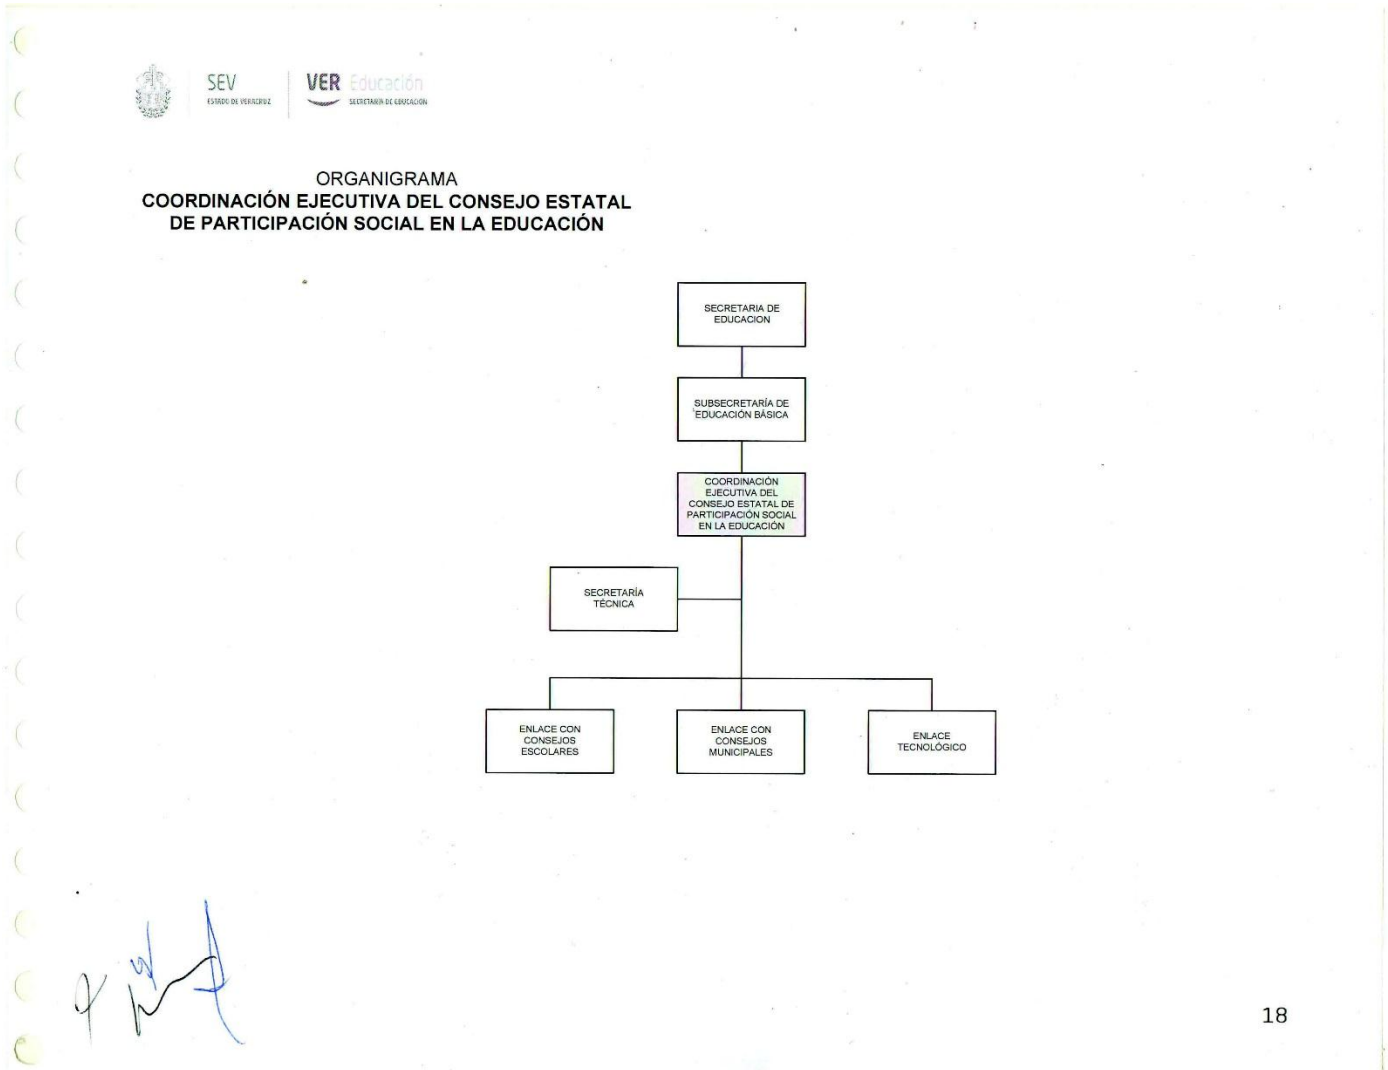 SEV
ESTADO DE VERACRUZ
VER Educación
SECRETARÍA DE EDUCACIÓN
ORGANIGRAMA
COORDINACIÓN EJECUTIVA DEL CONSEJO ESTATAL
DE PARTICIPACIÓN SOCIAL EN LA EDUCACIÓN
SECRETARIA DE
EDUCACION
SUBSECRETARÍA DE
EDUCACIÓN BÁSICA
COORDINACIÓN
EJECUTIVA DEL
CONSEJO ESTATAL DE
PARTICIPACIÓN SOCIAL
EN LA EDUCACIÓN
SECRETARÍA
TÉCNICA
ENLACE CON
CONSEJOS
ESCOLARES
ENLACE CON
CONSEJOS
MUNICIPALES
ENLACE
TECNOLÓGICO
18